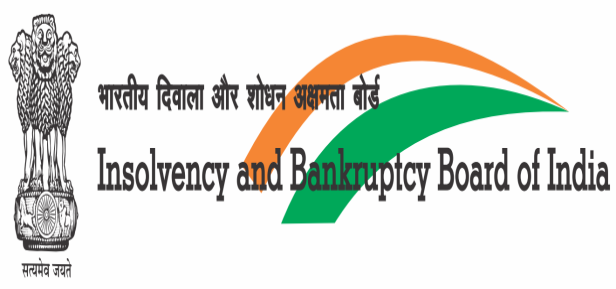 भारतीय दिवाला और शोधन अक्षमता बोर्ड
Insolvency and Bankruptcy Board of India
सत्यमेव जयते